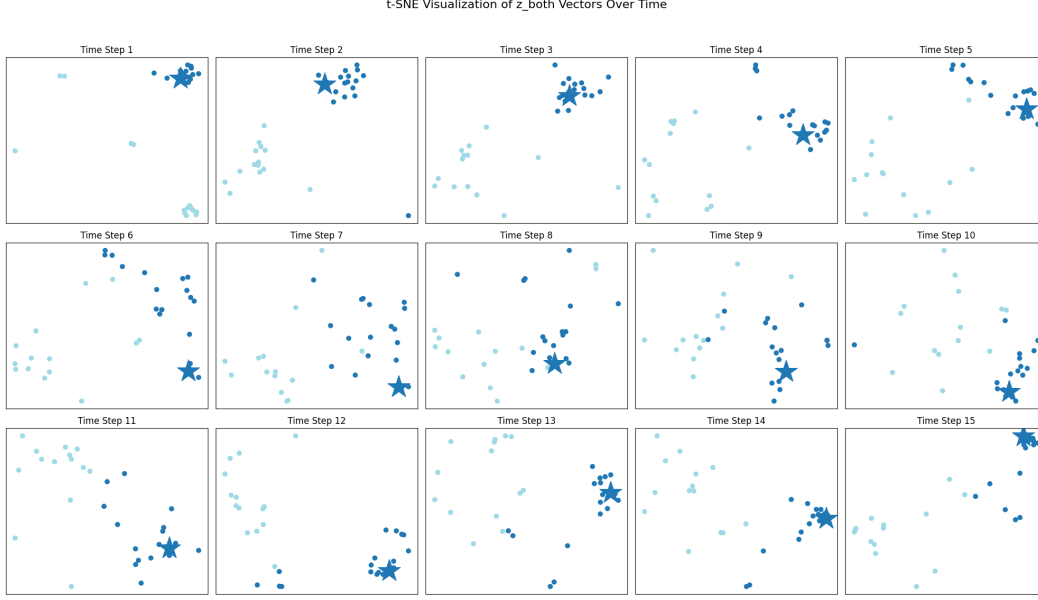 t-SNE Visualization of z_both Vectors Over Time
Time Step 1
Time Step 2
Time Step 3
Time Step 4
Time Step 5
Time Step 6
Time Step 7
Time Step 8
Time Step 9
Time Step 10
Time Step 11
Time Step 12
Time Step 13
Time Step 14
Time Step 15